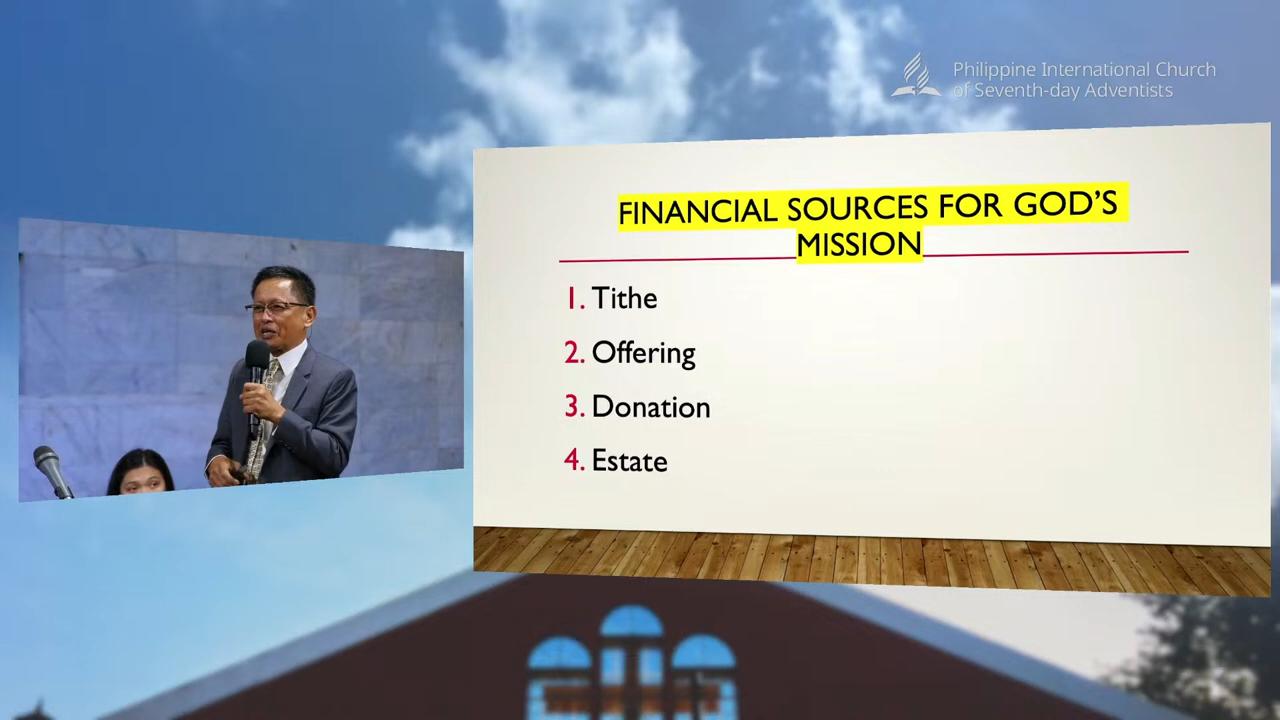 Philippine International Church
of Seventh-day Adventists
FINANCIAL SOURCES FOR GOD'S
MISSION
1. Tithe
2. Offering
3. Donation
4. Estate